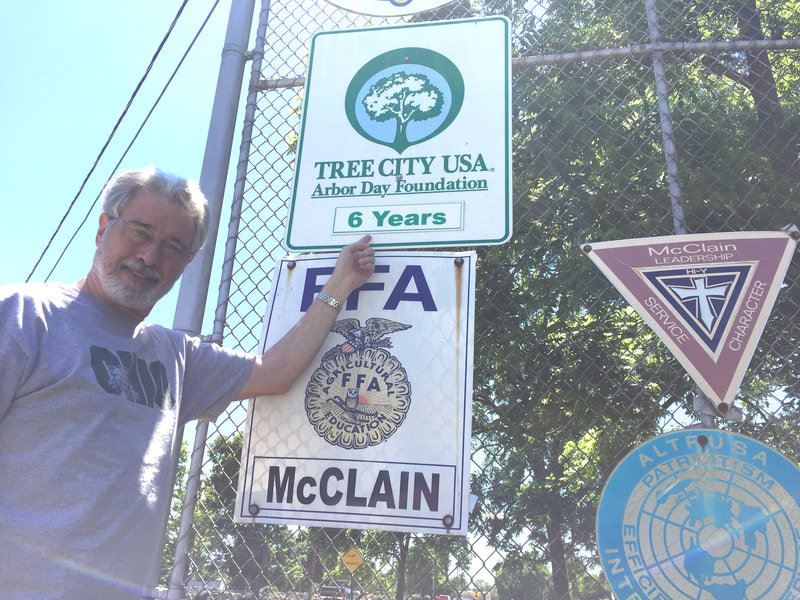 TREE CITY USA®
Arbor Day Foundation
6 Years
FFA
AGRICULTURAL
FFA
EDUCATION
McCLAIN
OHIO
McClain
LEADERSHIP
HI-Y
SERVICE
CHARACTER
ALTRUSA
PATRIOTISM